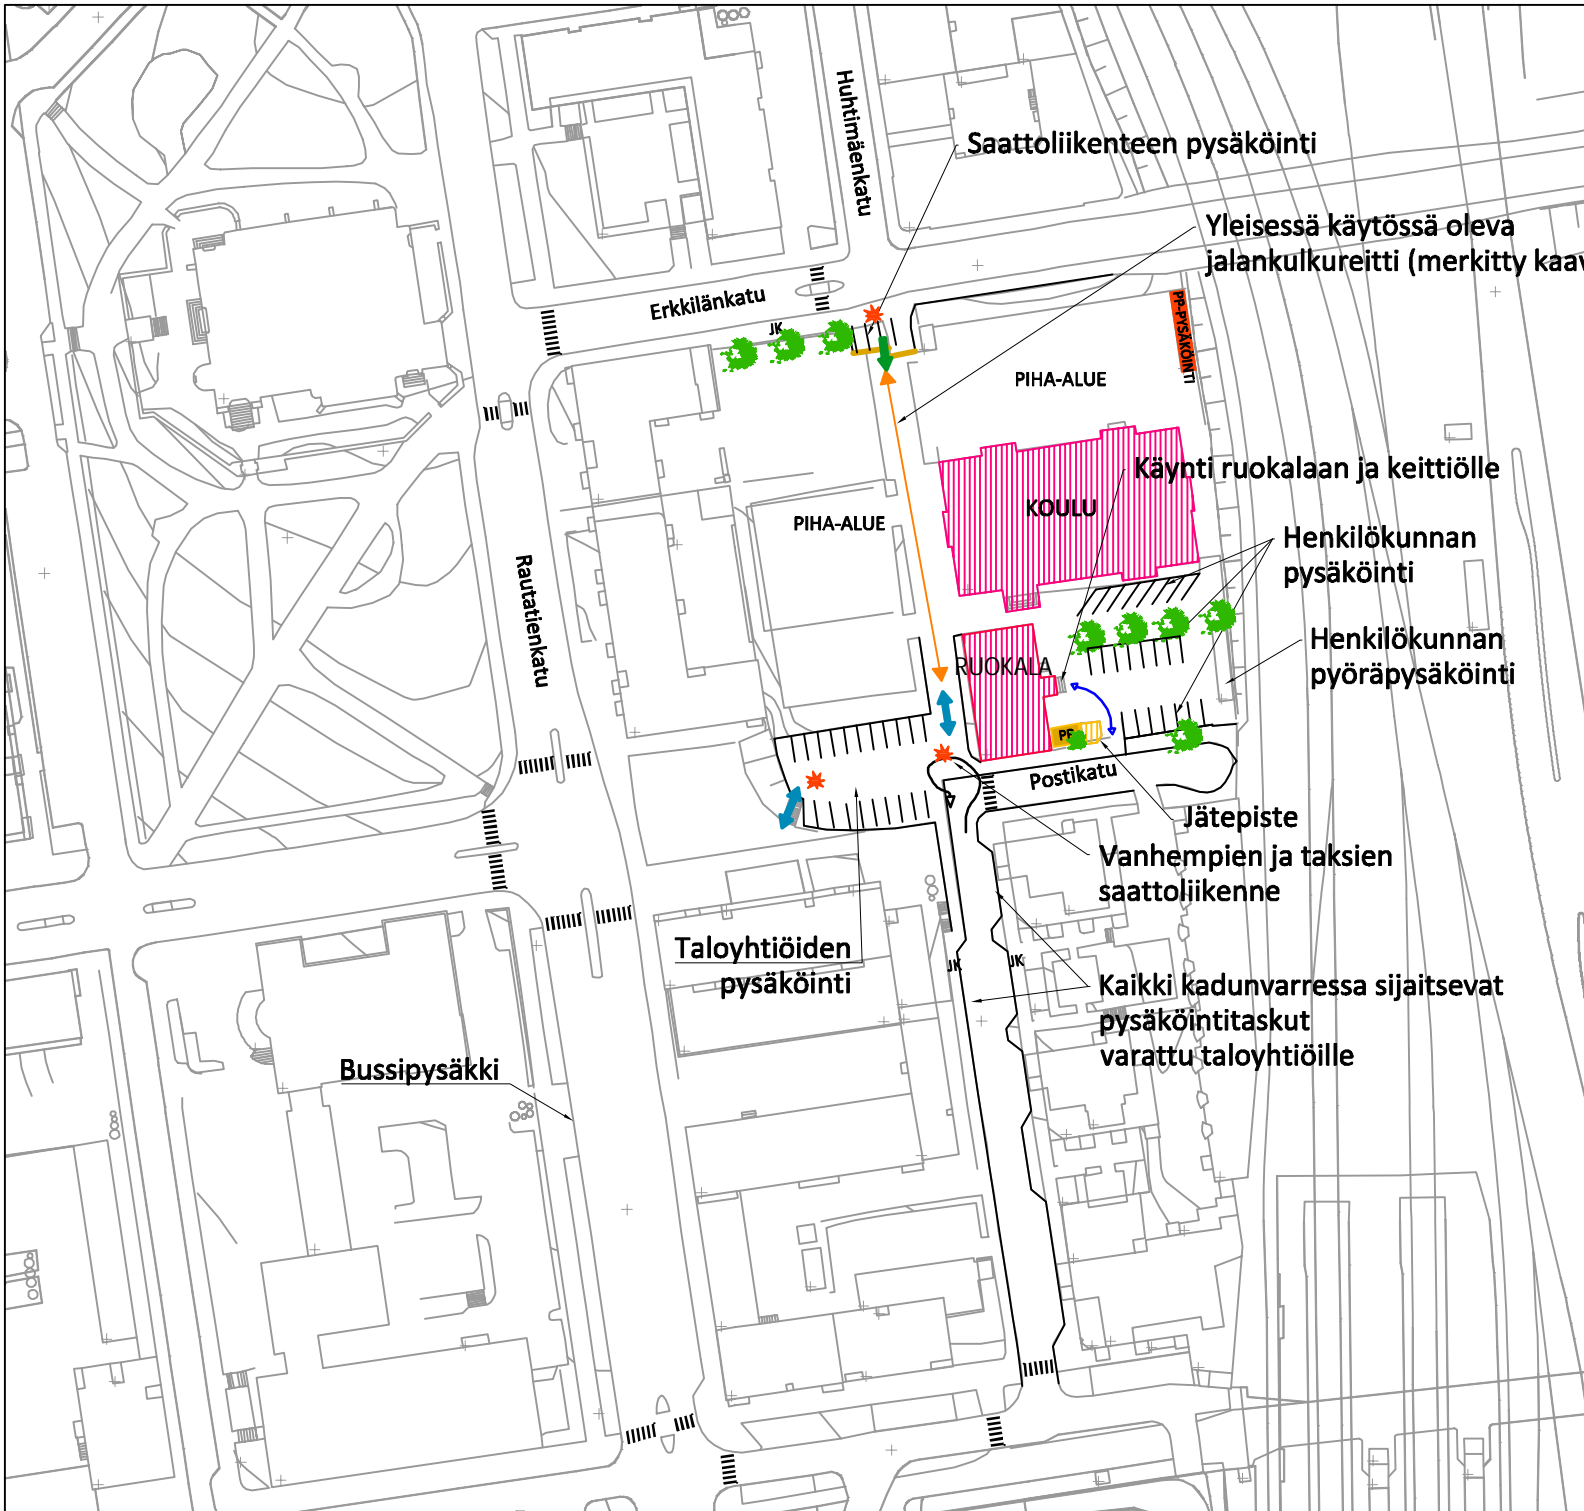 Huhtimäenkatu
Saattoliikenteen pysäköinti
Yleisessä käytössä oleva
jalankulkureitti (merkitty kaav
Erkkilänkatu
JK
PP-PYSÄKÖINTI
PIHA-ALUE
Käynti ruokalaan ja keittiölle
KOULU
PIHA-ALUE
Henkilökunnan
pysäköinti
Rautatienkatu
RUOKALA
Henkilökunnan
pyöräpysäköinti
Postikatu
Jätepiste
Vanhempien ja taksien
saattoliikenne
Taloyhtiöiden
pysäköinti
JK
JK
Kaikki kadunvarressa sijaitsevat
pysäköintitaskut
varattu taloyhtiöille
Bussipysäkki